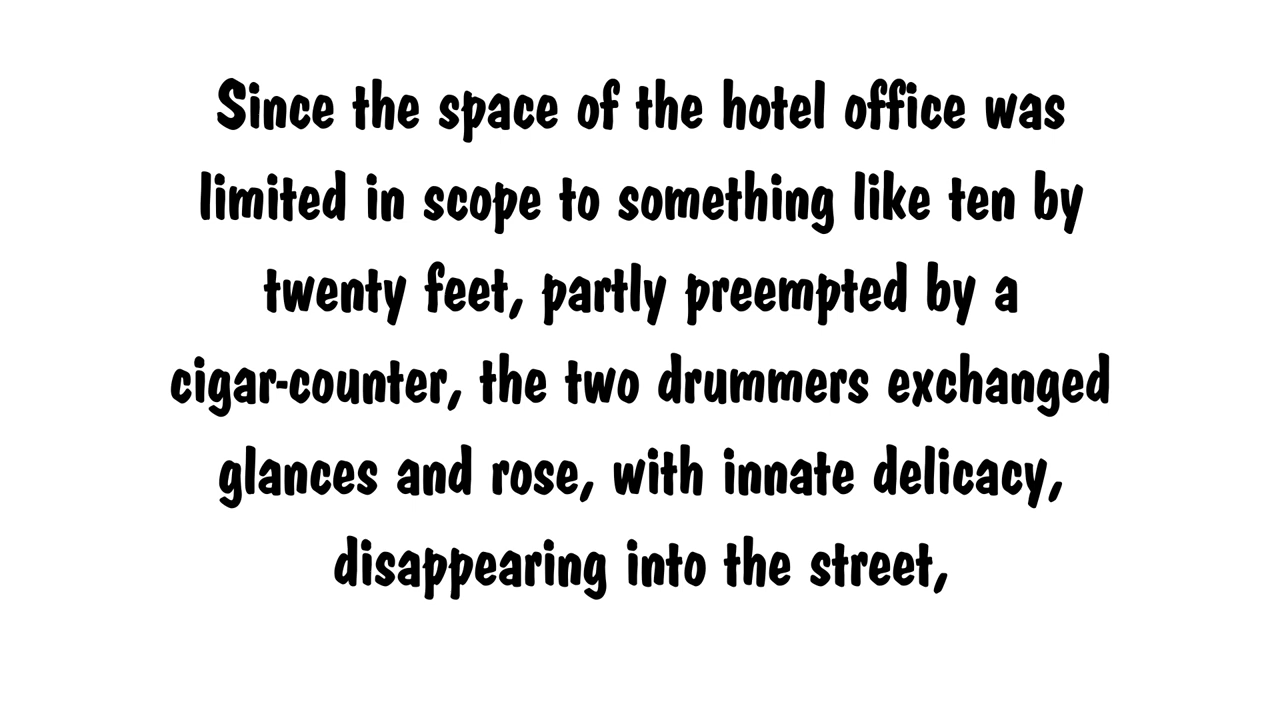 Since the space of the hotel office was
limited in scope to something like ten by
twenty feet, partly preempted by a
cigar-counter, the two drummers exchanged
glances and rose, with innate delicacy,
disappearing into the street,